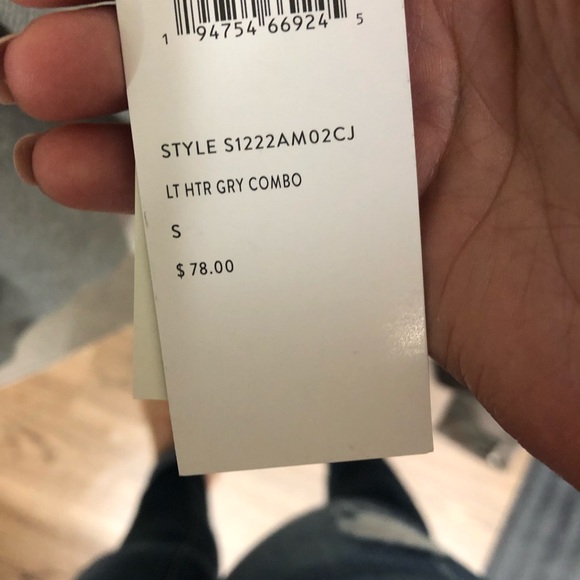 1 94754 66924 5
STYLE S1222AM02CJ
LT HTR GRY COMBO
S
$ 78.00